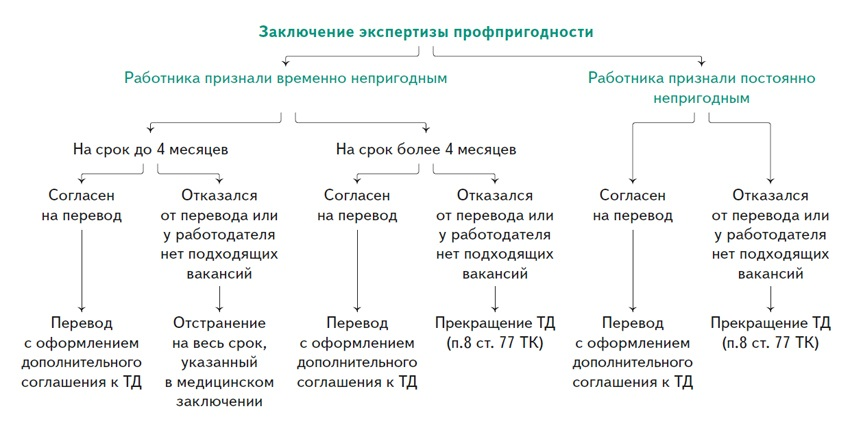 Заключение экспертизы профпригодности
Работника признали временно непригодным
Работника признали постоянно
непригодным
На срок до 4 месяцев
На срок более 4 месяцев
Согласен
на перевод
Отказался
от перевода или
у работодателя
нет подходящих
вакансий
Согласен
на перевод
Отказался
от перевода или
у работодателя
нет подходящих
вакансий
Согласен
на перевод
Отказался
от перевода или
у работодателя
нет подходящих
вакансий
Перевод
с оформлением
дополнительного
соглашения к ТД
Отстранение
на весь срок,
указанный
в медицинском
заключении
Перевод
с оформлением
дополнительного
соглашения к ТД
Прекращение ТД
(п.8 ст. 77 ТК)
Перевод
с оформлением
дополнительного
соглашения к ТД
Прекращение ТД
(п.8 ст. 77 ТК)